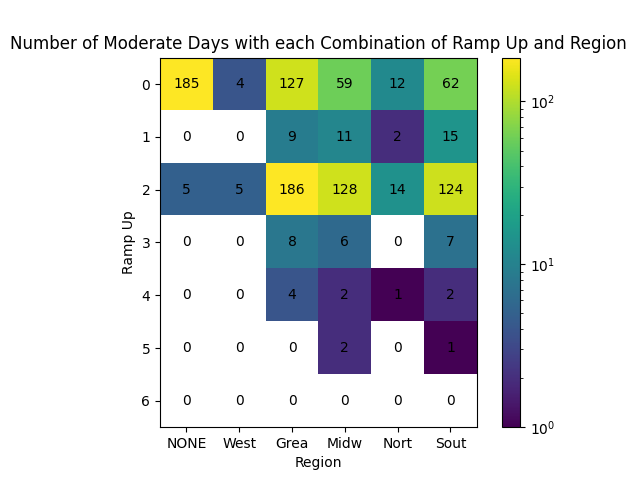 Number of Moderate Days with each Combination of Ramp Up and Region
0 185 4 127 59 12 62
1 0 0 9 11 2 15
2 5 5 186 128 14 124
3 0 0 8 6 0 7
4 0 0 4 2 1 2
5 0 0 0 2 0 1
6 0 0 0 0 0 0
NONE West Grea Midw Nort Sout
Region
Ramp Up
10²
10¹
10⁰